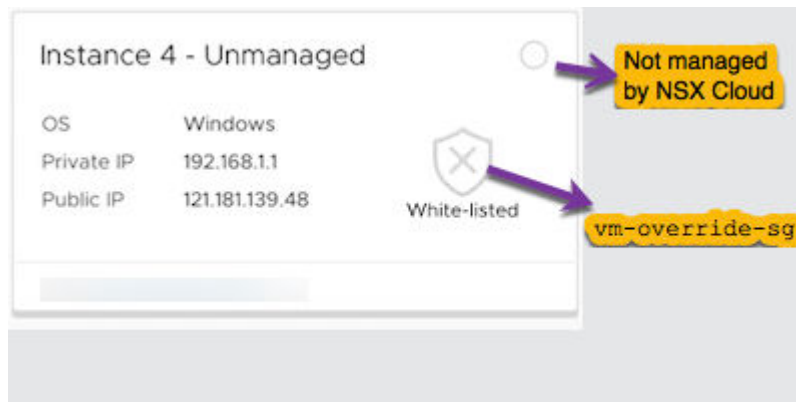 Instance 4 - Unmanaged
Not managed
by NSX Cloud
OS Windows
Private IP 192.168.1.1
Public IP 121.181.139.48
White-listed
vm-override-sg